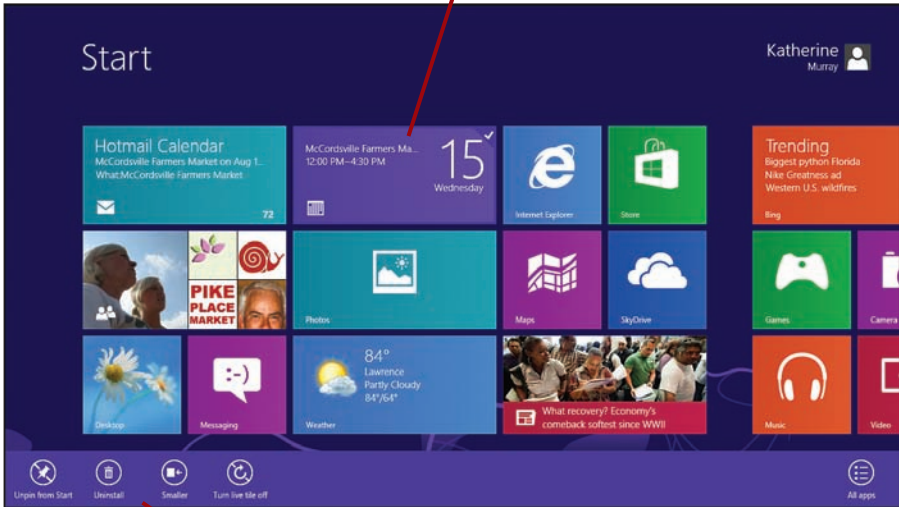 Start
Katherine
Murray
Hotmail Calendar
McCordsville Farmers Market on Aug 1...
What:McCordsville Farmers Market
72
McCordsville Farmers Ma...
12:00 PM–4:30 PM
15
Wednesday
Internet Explorer
Store
Trending
Biggest python Florida
Nike Greatness ad
Western U.S. wildfires
Bing
PIKE
PLACE
MARKET
Photos
Maps
SkyDrive
Games
Camera
Desktop
:-)
Messaging
84°
Lawrence
Partly Cloudy
84°/64°
Weather
What recovery? Economy's
comeback softest since WWII
Music
Video
Unpin from Start
Uninstall
Smaller
Turn live tile off
All apps